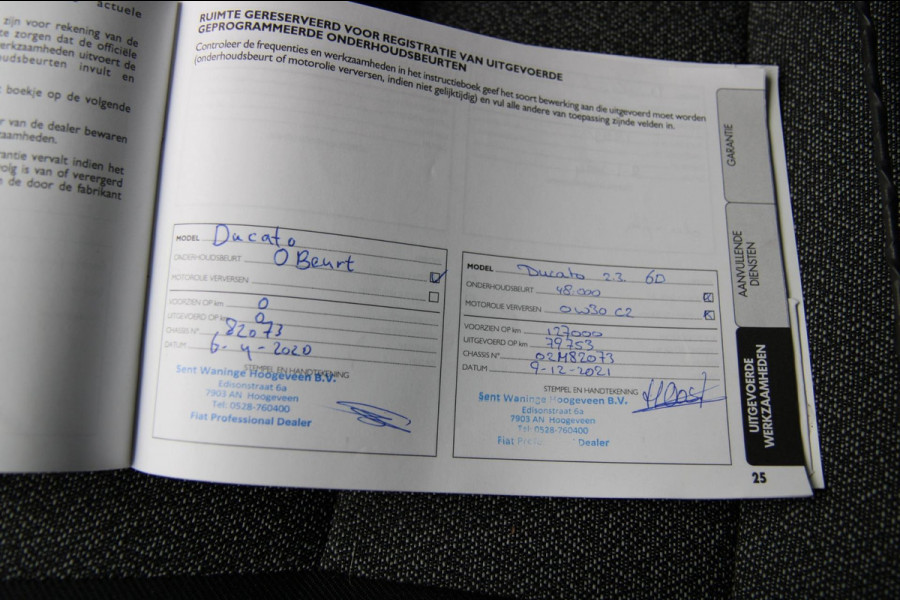 actuele
zijn voor rekening van de
te zorgen dat de officiële
erkzaamheden uitvoert de
udsbeurten invult en
boekje op de volgende
r van de dealer bewaren
zaamheden.
rantie vervalt indien het
olg is van of verergerd
de door de fabrikant
RUIMTE GERESERVEERD VOOR REGISTRATIE VAN UITGEVOERDE
GEPROGRAMMEERDE ONDERHOUDSBEURTEN
Controleer de frequenties en werkzaamheden in het instructieboek geef het soort bewerking aan die uitgevoerd moet worden
(onderhoudsbeurt of motorolie verversen, indien niet gelijktijdig) en vul alle andere van toepassing zijnde velden in.
MODEL Ducato
ONDERHOUDSBEURT 0 Beurt
MOTOROLIE VERVERSEN
VOORZIEN OP km 0
UITGEVOERD OP km 0
CHASSIS N° 82073
DATUM 6-4-2020
STEMPEL EN HANDTEKENING
Sent Waninge Hoogeveen B.V.
Edisonstraat 6a
7903 AN Hoogeveen
Tel: 0528-760400
Fiat Professional Dealer
MODEL Ducato 2.3. 6D
ONDERHOUDSBEURT 48.000
MOTOROLIE VERVERSEN 0W30 C2
VOORZIEN OP km 127000
UITGEVOERD OP km 79753
CHASSIS N° 02M82073
DATUM 9-12-2021
STEMPEL EN HANDTEKENING
Sent Waninge Hoogeveen B.V.
Edisonstraat 6a
7903 AN Hoogeveen
Tel: 0528-760400
Fiat Dealer
GARANTIE
AANVULLENDE
DIENSTEN
UITGEVOERDE
WERKZAAMHEDEN
25